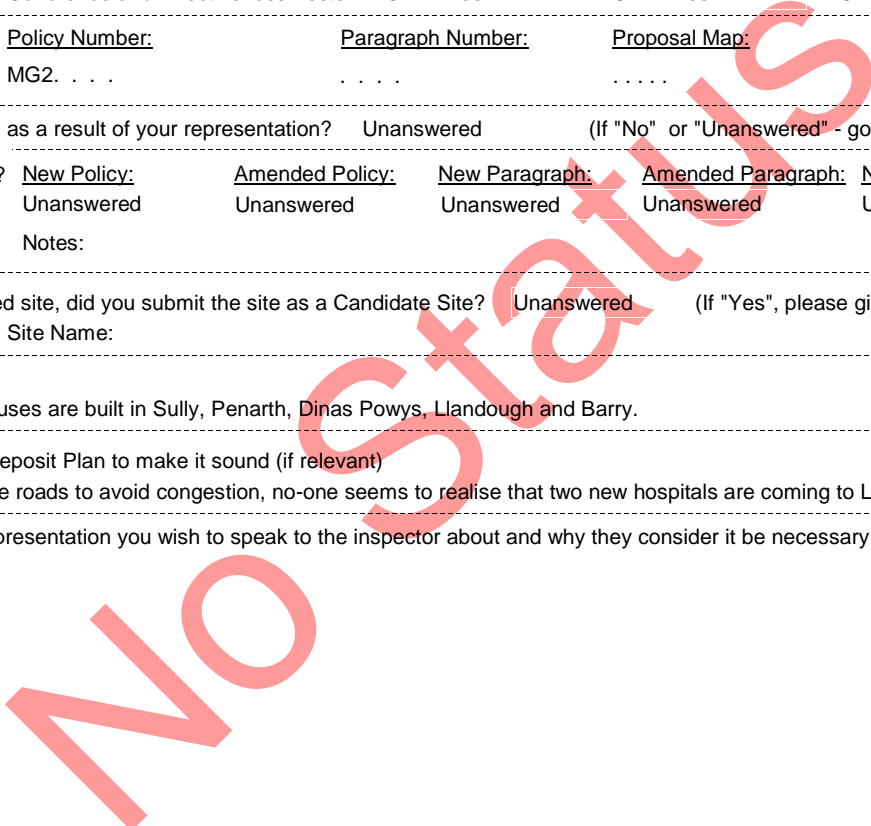 Policy Number: Paragraph Number: Proposal Map:
MG2. . . . . . . . . . . . .
as a result of your representation? Unanswered (If "No" or "Unanswered" - go
? New Policy: Amended Policy: New Paragraph: Amended Paragraph: N
Unanswered Unanswered Unanswered Unanswered U
Notes:
ed site, did you submit the site as a Candidate Site? Unanswered (If "Yes", please gi
Site Name:
uses are built in Sully, Penarth, Dinas Powys, Llandough and Barry.
eposit Plan to make it sound (if relevant)
e roads to avoid congestion, no-one seems to realise that two new hospitals are coming to L
presentation you wish to speak to the inspector about and why they consider it be necessary
No Status